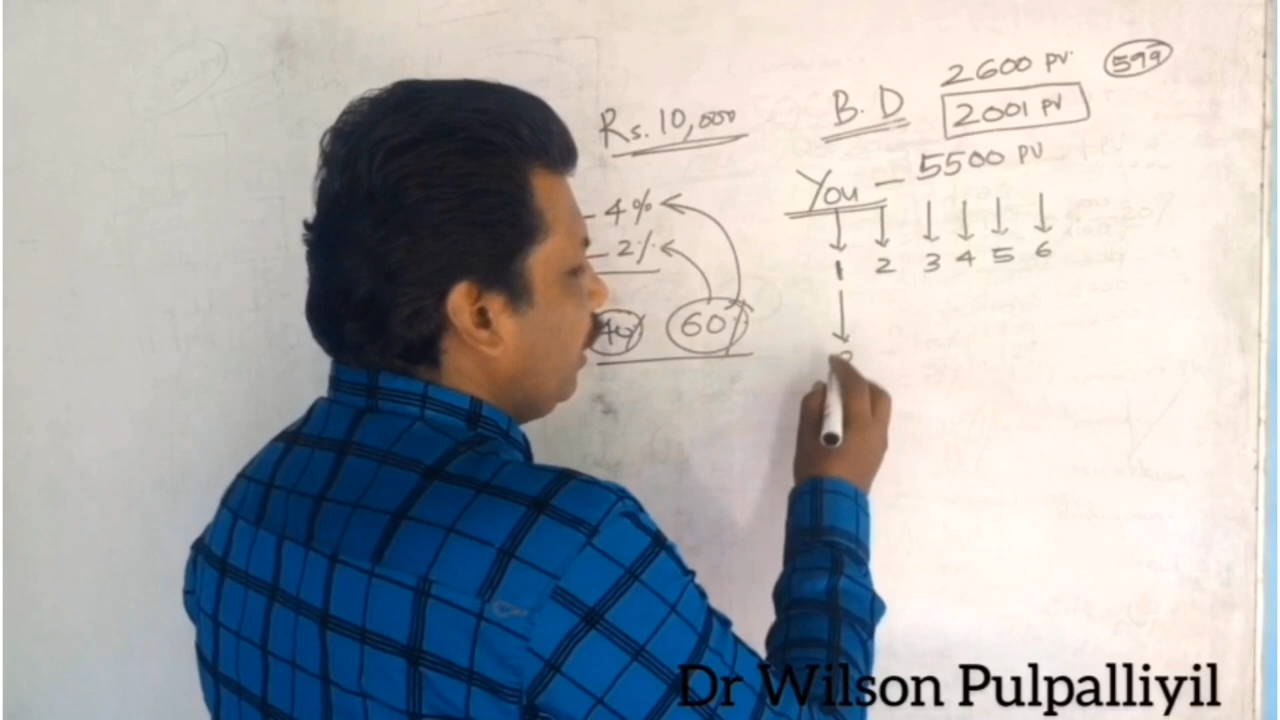 2600 PV 599
Rs. 10,000 B.D 2001 PV
You - 5500 PV
- 4%
- 2%
1 2 3 4 5 6
60%
Dr Wilson Pulpalliyil